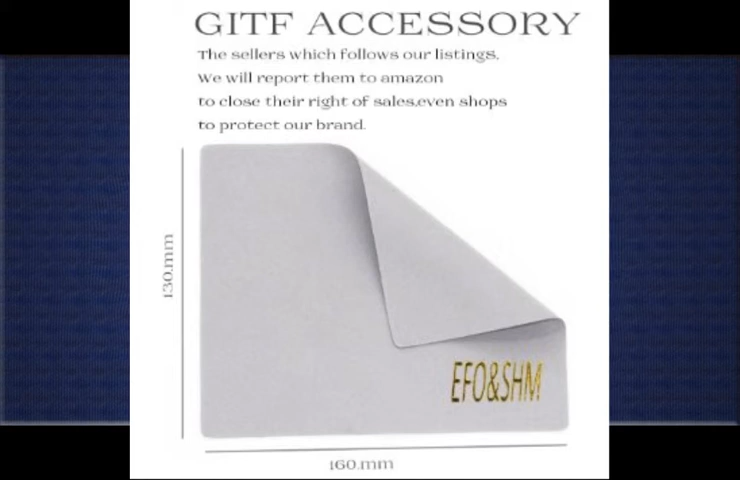 GITF ACCESSORY
The sellers which follows our listings,
We will report them to amazon
to close their right of sales,even shops
to protect our brand.
130.mm
EFO&SHM
160.mm